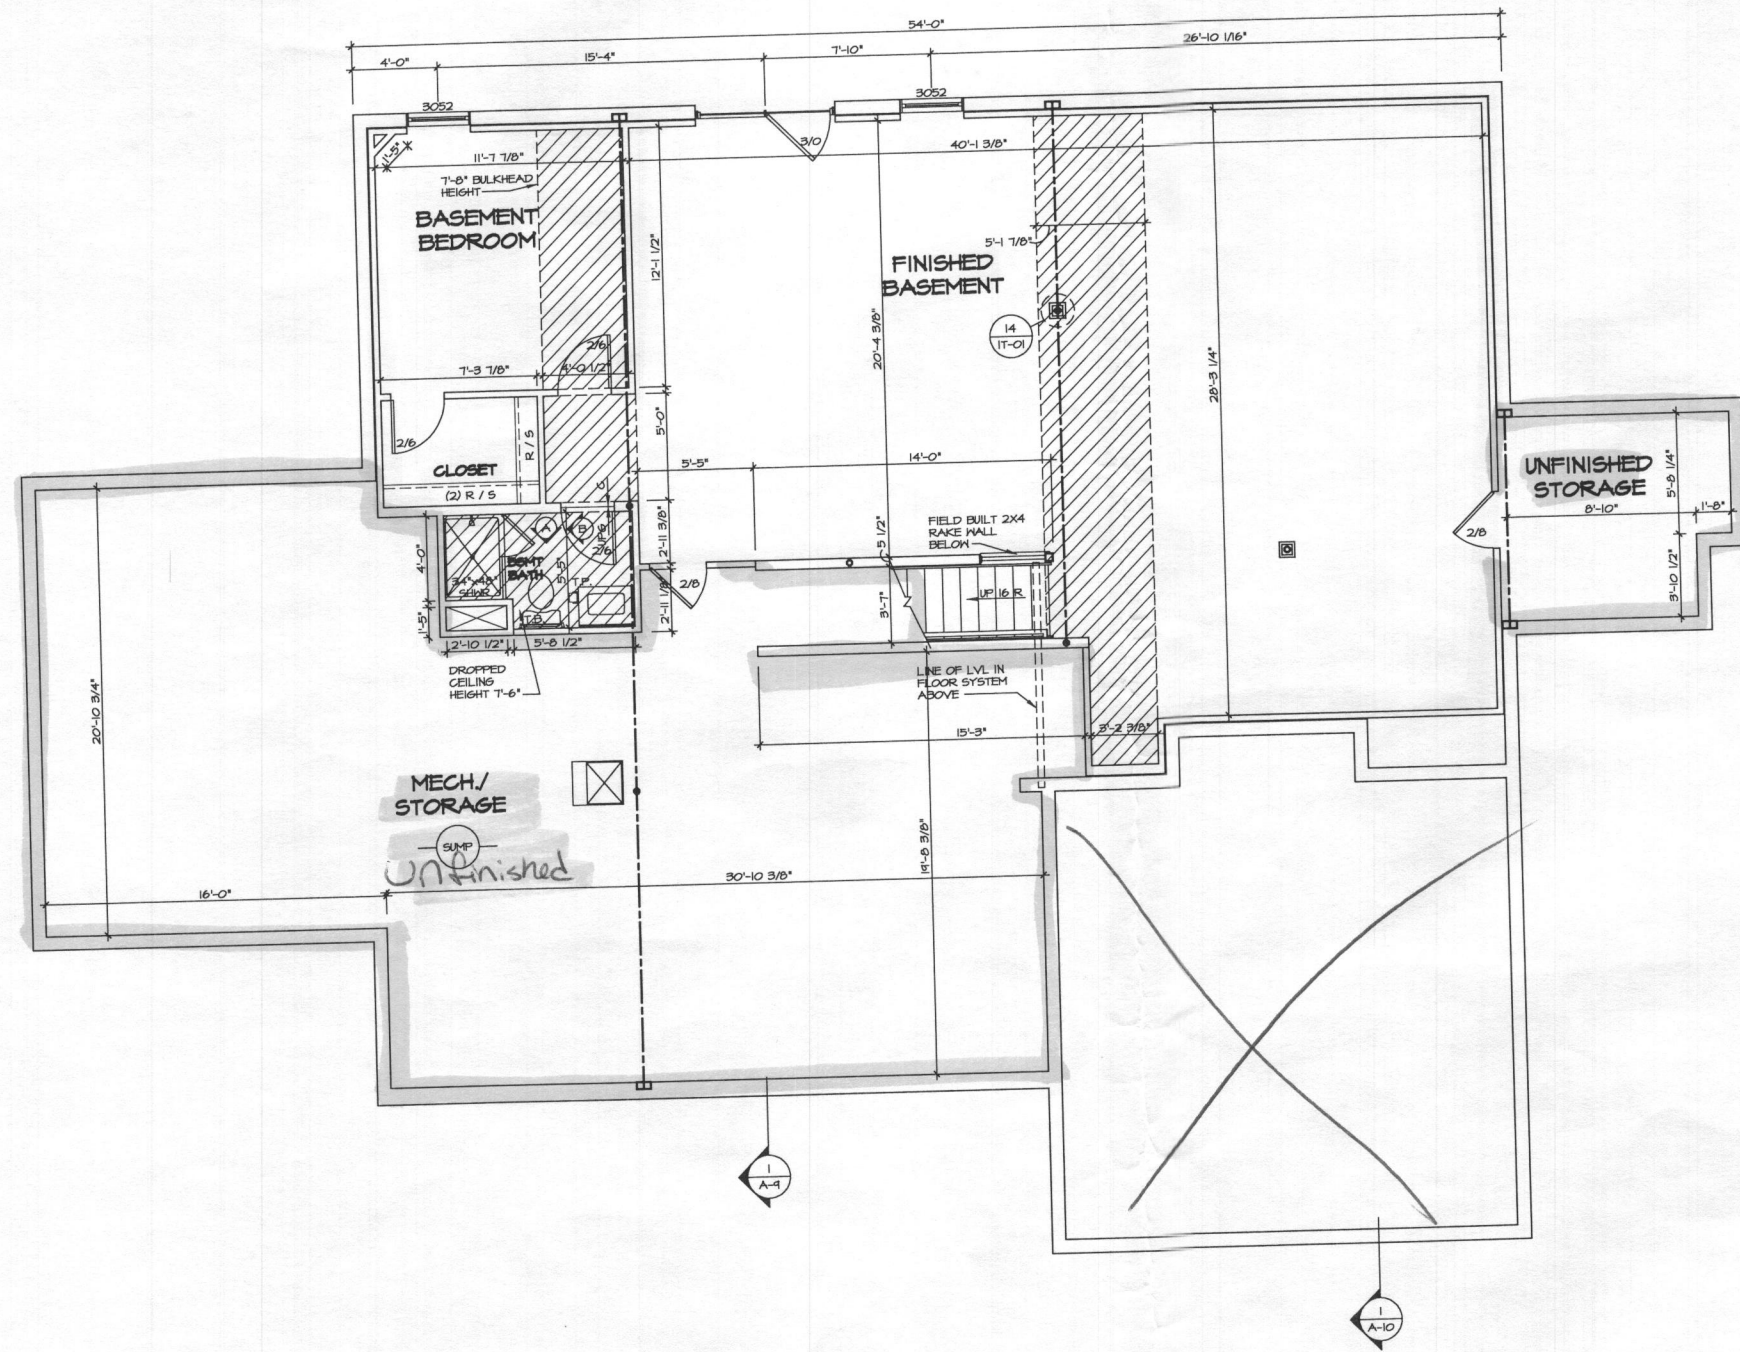 54'-0"
4'-0"
15'-4"
7'-10"
26'-10 1/16"
3052
3052
3/0
1'-5"
11'-7 7/8"
40'-1 3/8"
7'-8" BULKHEAD
HEIGHT
BASEMENT
BEDROOM
12'-1 1/2"
5'-1 7/8"
FINISHED
BASEMENT
14
1T-01
20'-4 3/8"
28'-3 1/4"
2/6
7'-3 7/8"
4'-0 1/2"
2/6
5'-0"
R / S
CLOSET
(2) R / S
5'-5"
14'-0"
UNFINISHED
STORAGE
5'-8 1/4"
8'-10"
1'-8"
3'-10 1/2"
2/8
FIELD BUILT 2X4
RAKE WALL
BELOW
5 1/2"
2'-11 3/8"
A
B
2/6
4'-0"
BSMT
BATH
5'-5"
T.P.
34"x48"
SHWR
2/8
2'-11 1/8"
3'-7"
UP 16 R
T.B.
1'-5"
2'-10 1/2"
5'-8 1/2"
DROPPED
CEILING
HEIGHT 7'-6"
LINE OF LVL IN
FLOOR SYSTEM
ABOVE
20'-10 3/4"
15'-3"
3'-2 3/8"
MECH./
STORAGE
SUMP
Unfinished
19'-8 3/8"
16'-0"
30'-10 3/8"
1
A-9
1
A-10